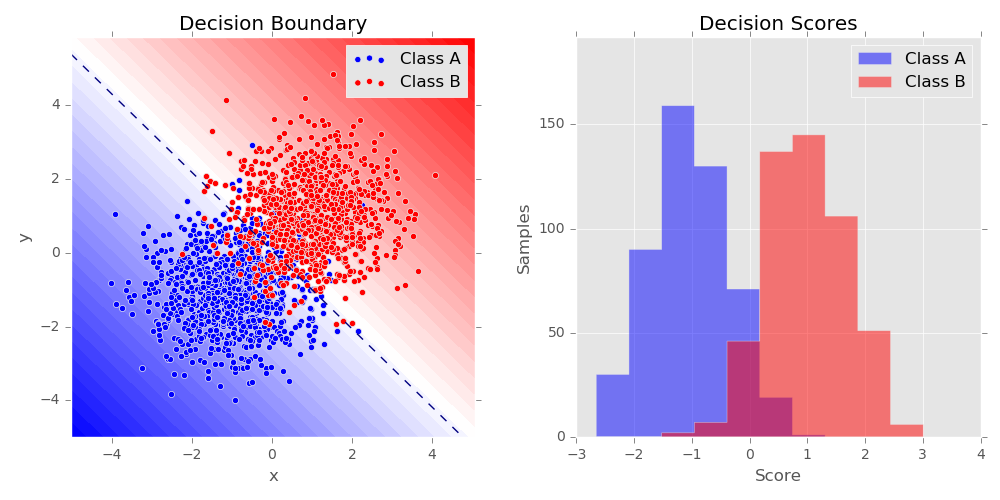 Decision Boundary
Class A
Class B
4
2
0
−2
−4
y
−4
−2
0
2
4
x
Decision Scores
Class A
Class B
150
100
50
0
Samples
−3
−2
−1
0
1
2
3
4
Score